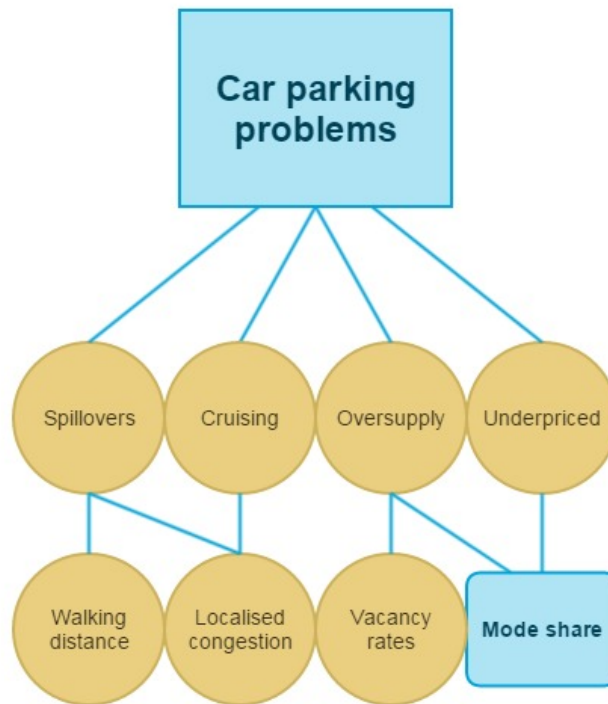 Car parking
problems
Spillovers
Cruising
Oversupply
Underpriced
Walking
distance
Localised
congestion
Vacancy
rates
Mode share